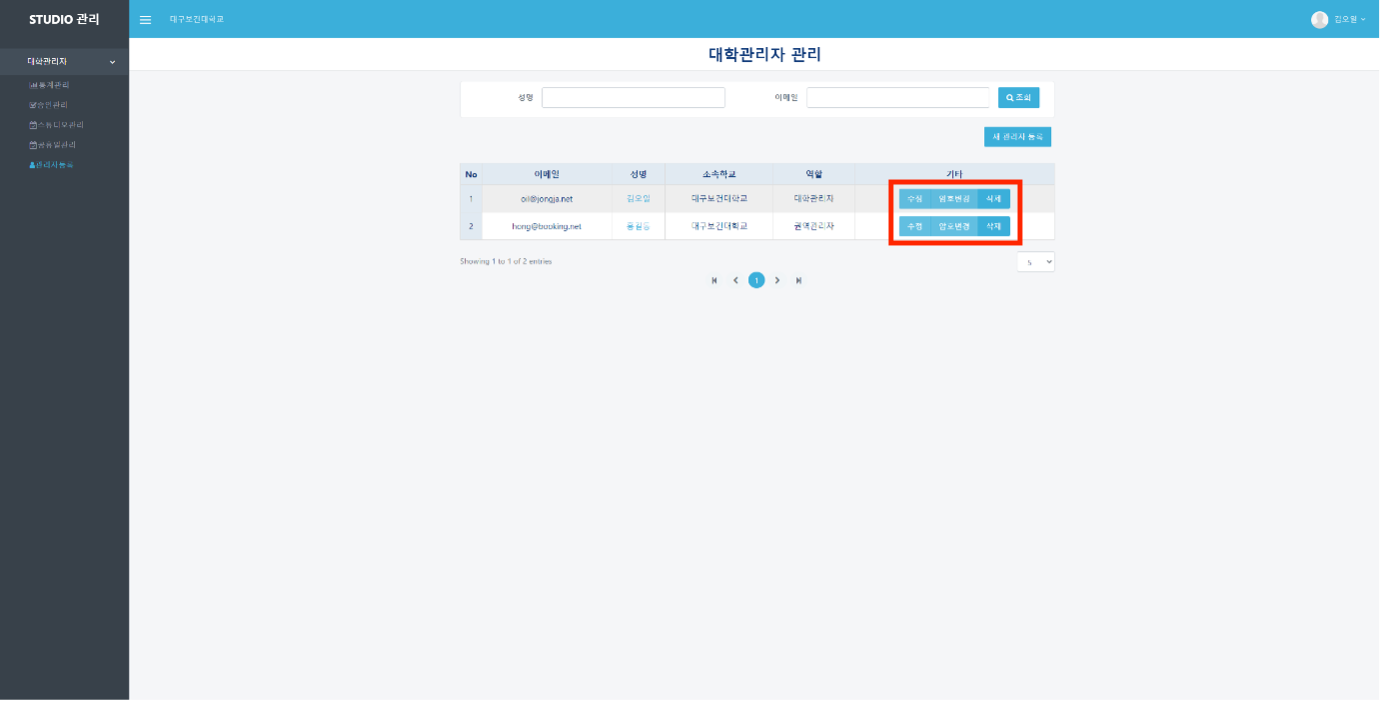 STUDIO 관리
대구보건대학교
김오일
대학관리자 관리
대학관리자
통계관리
승인관리
스튜디오관리
공휴일관리
관리자등록
성명
이메일
조회
새 관리자 등록
No 이메일 성명 소속학교 역할 기타
1 oil@jongja.net 김오일 대구보건대학교 대학관리자 수정 암호변경 삭제
2 hong@booking.net 홍길동 대구보건대학교 권역관리자 수정 암호변경 삭제
Showing 1 to 1 of 2 entries
5
1